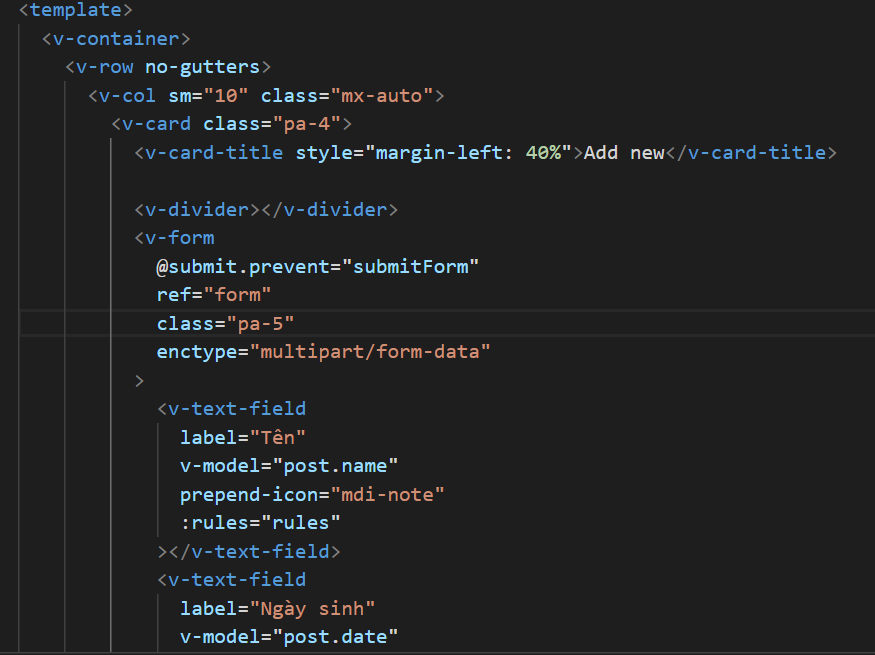 <template>
<v-container>
<v-row no-gutters>
<v-col sm="10" class="mx-auto">
<v-card class="pa-4">
<v-card-title style="margin-left: 40%">Add new</v-card-title>
<v-divider></v-divider>
<v-form
@submit.prevent="submitForm"
ref="form"
class="pa-5"
enctype="multipart/form-data"
>
<v-text-field
label="Tên"
v-model="post.name"
prepend-icon="mdi-note"
:rules="rules"
></v-text-field>
<v-text-field
label="Ngày sinh"
v-model="post.date"